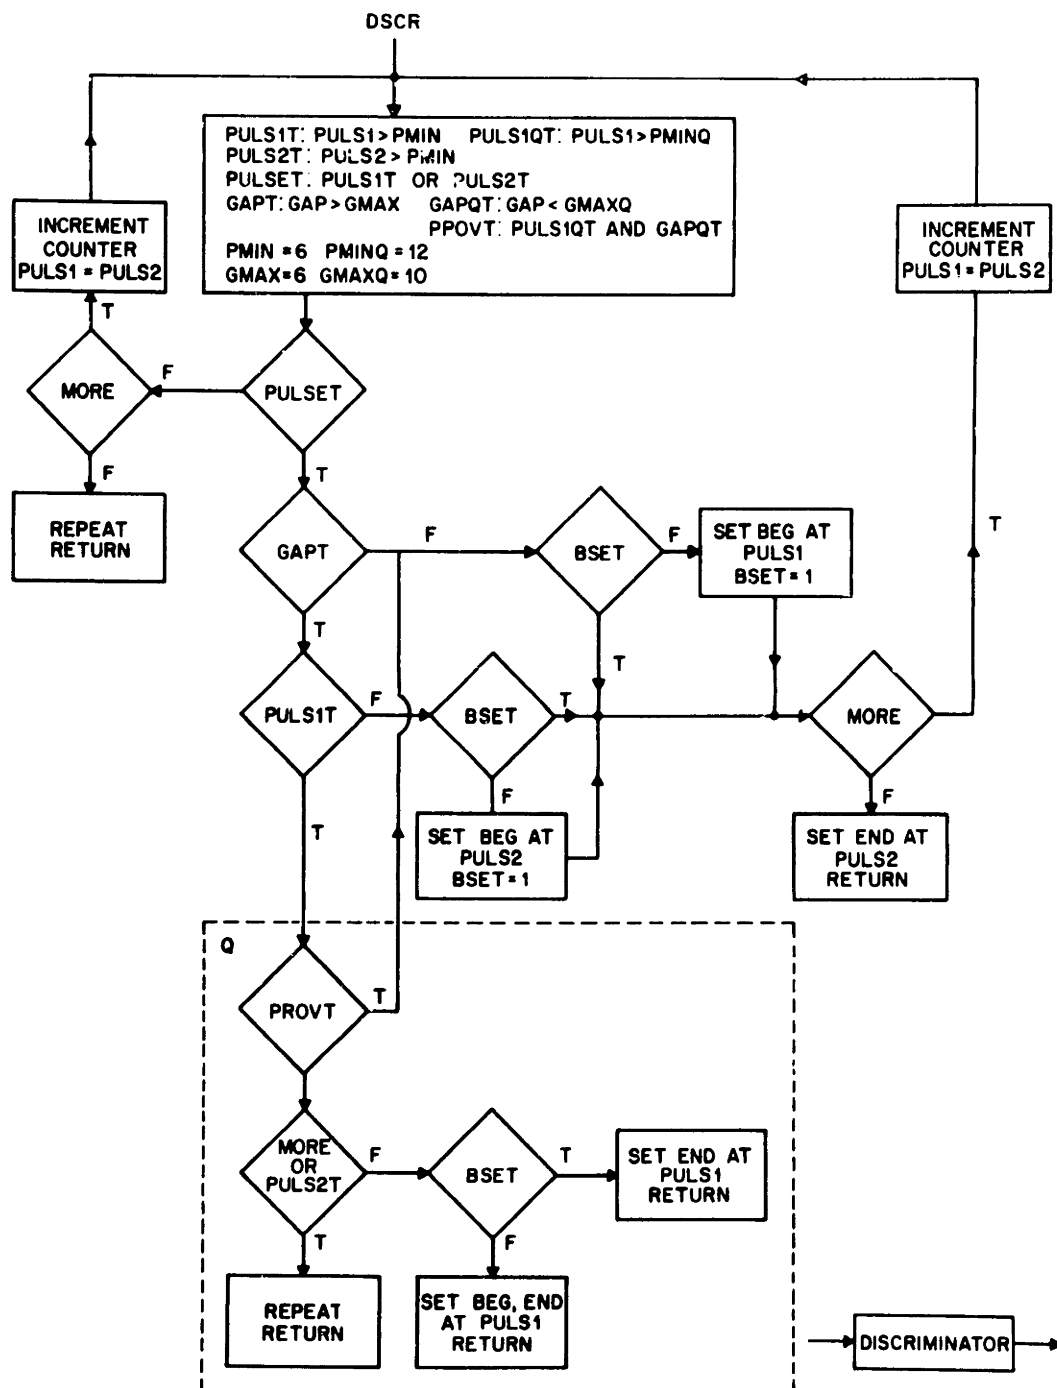 DSCR
PULS1T: PULS1 > PMIN PULS1QT: PULS1 > PMINQ
PULS2T: PULS2 > PMIN
PULSET: PULS1T OR PULS2T
GAPT: GAP > GMAX GAPQT: GAP < GMAXQ
PPOVT: PULS1QT AND GAPQT
PMIN = 6 PMINQ = 12
GMAX = 6 GMAXQ = 10
INCREMENT
COUNTER
PULS1 = PULS2
INCREMENT
COUNTER
PULS1 = PULS2
T
MORE
F
PULSET
F
T
REPEAT
RETURN
GAPT
F
BSET
F
SET BEG AT
PULS1
BSET = 1
T
T
T
PULS1T
F
BSET
T
MORE
F
F
T
SET BEG AT
PULS2
BSET = 1
SET END AT
PULS2
RETURN
Q
PROVT
T
MORE
OR
PULS2T
F
BSET
T
SET END AT
PULS1
RETURN
T
F
REPEAT
RETURN
SET BEG, END
AT PULS1
RETURN
DISCRIMINATOR